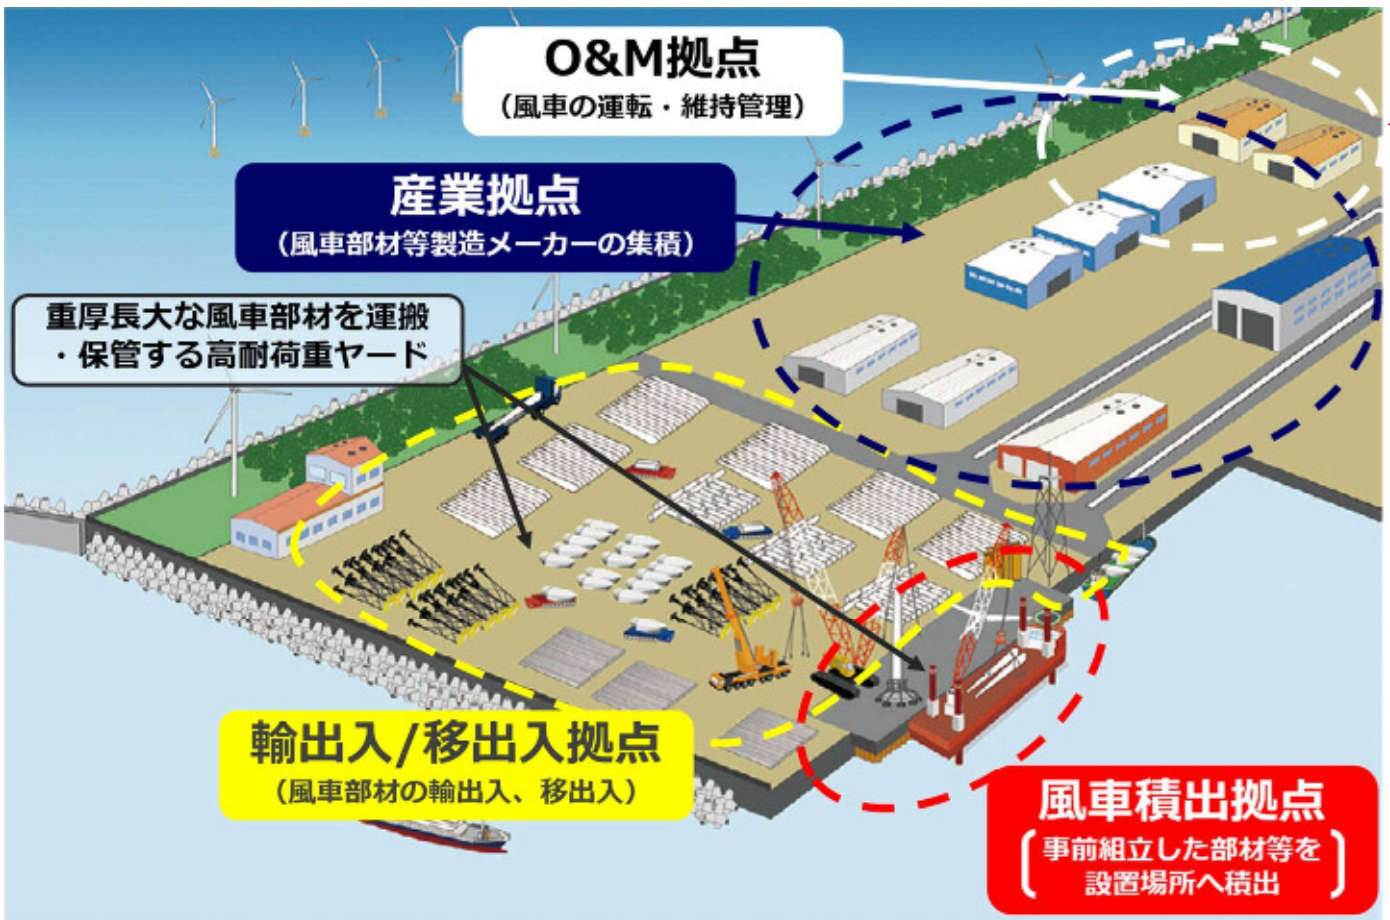 O&M拠点
（風車の運転・維持管理）
産業拠点
（風車部材等製造メーカーの集積）
重厚長大な風車部材を運搬
・保管する高耐荷重ヤード
輸出入/移出入拠点
（風車部材の輸出入、移出入）
風車積出拠点
事前組立した部材等を
設置場所へ積出